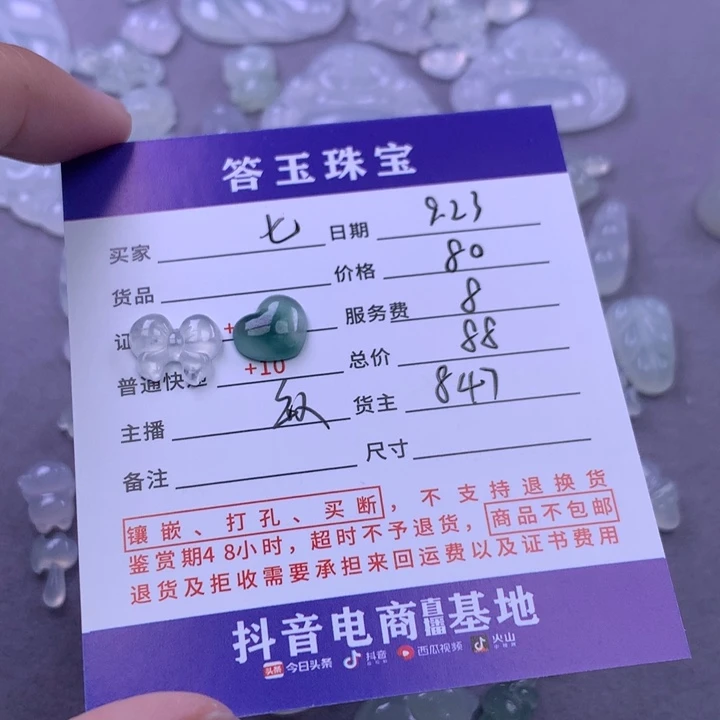 答玉珠宝
买家 七 日期 223
货品 价格 80
证 + 服务费 8
普通快递 +10 总价 88
主播 货主 847
备注 尺寸
镶嵌、打孔、买断，不支持退换货
鉴赏期48小时，超时不予退货，商品不包邮
退货及拒收需要承担来回运费以及证书费用
抖音电商直播基地
头条 今日头条 抖音 西瓜视频 火山